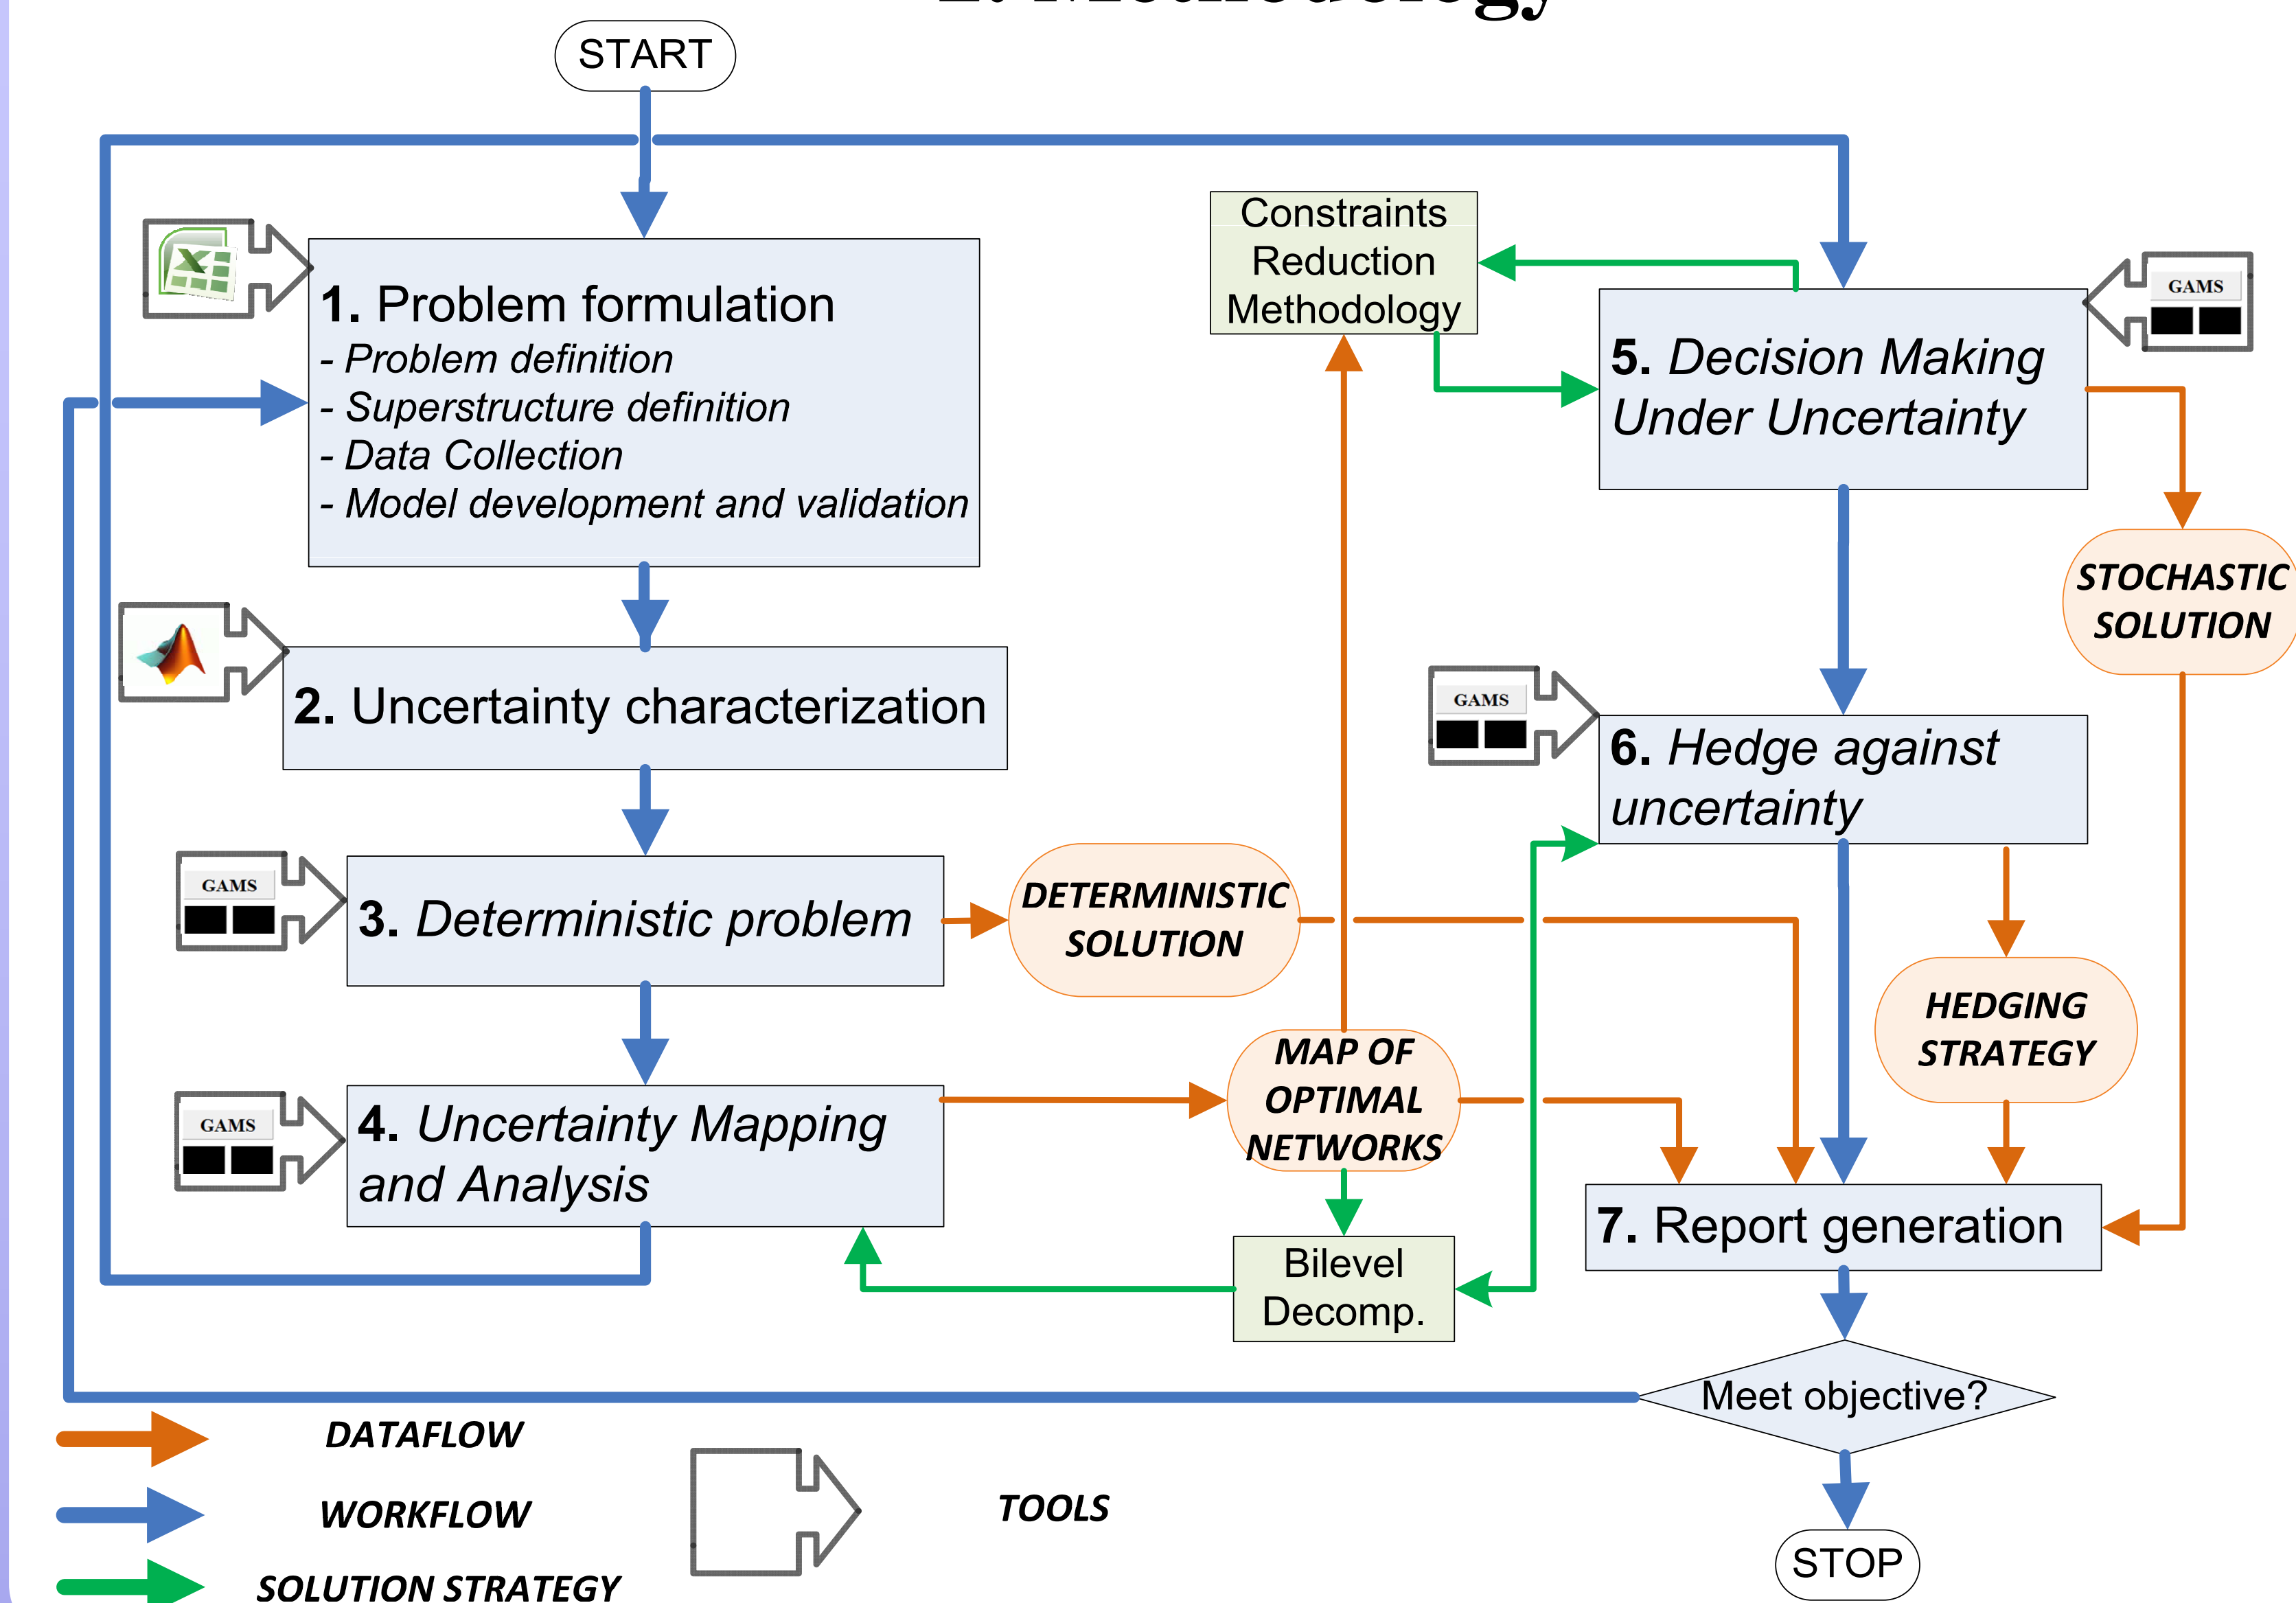 START
1. Problem formulation
- Problem definition
- Superstructure definition
- Data Collection
- Model development and validation
2. Uncertainty characterization
GAMS
3. Deterministic problem
GAMS
4. Uncertainty Mapping
and Analysis
DETERMINISTIC
SOLUTION
MAP OF
OPTIMAL
NETWORKS
Bilevel
Decomp.
Constraints
Reduction
Methodology
GAMS
5. Decision Making
Under Uncertainty
STOCHASTIC
SOLUTION
GAMS
6. Hedge against
uncertainty
HEDGING
STRATEGY
7. Report generation
Meet objective?
STOP
DATAFLOW
WORKFLOW
SOLUTION STRATEGY
TOOLS